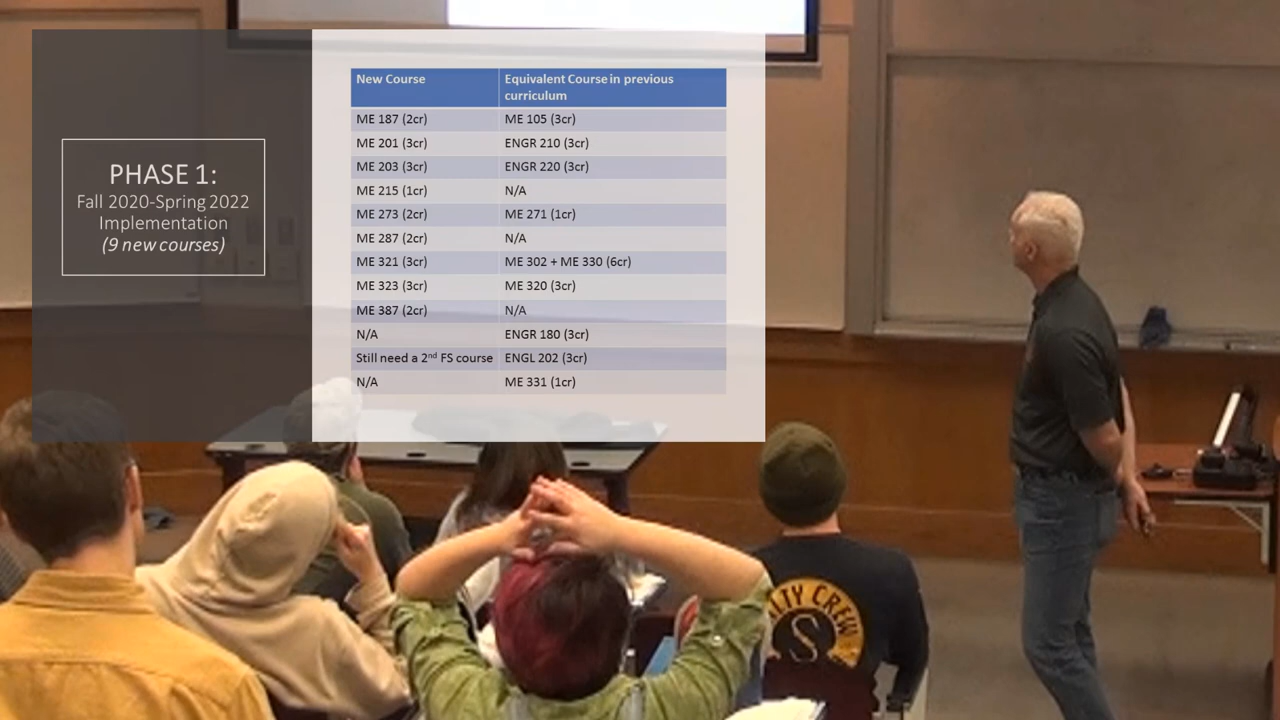 PHASE 1:
Fall 2020-Spring 2022
Implementation
(9 new courses)
New Course Equivalent Course in previous
curriculum
ME 187 (2cr) ME 105 (3cr)
ME 201 (3cr) ENGR 210 (3cr)
ME 203 (3cr) ENGR 220 (3cr)
ME 215 (1cr) N/A
ME 273 (2cr) ME 271 (1cr)
ME 287 (2cr) N/A
ME 321 (3cr) ME 302 + ME 330 (6cr)
ME 323 (3cr) ME 320 (3cr)
ME 387 (2cr) N/A
N/A ENGR 180 (3cr)
Still need a 2nd FS course ENGL 202 (3cr)
N/A ME 331 (1cr)
CREW
S